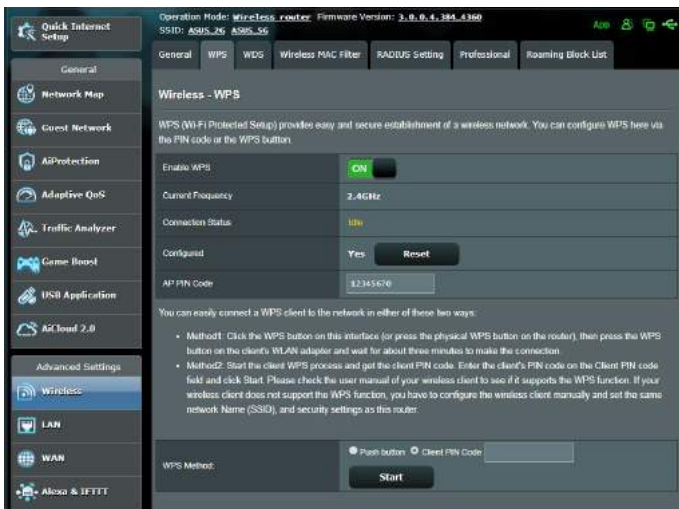 Quick Internet
Setup
Operation Mode: Wireless router Firmware Version: 3.0.0.4.384_4360
SSID: ASUS_2G ASUS_5G
App
General WPS WDS Wireless MAC Filter RADIUS Setting Professional Roaming Block List
General
Network Map
Guest Network
AiProtection
Adaptive QoS
Traffic Analyzer
Game Boost
USB Application
AiCloud 2.0
Advanced Settings
Wireless
LAN
WAN
Alexa & IFTTT
Wireless - WPS
WPS (Wi-Fi Protected Setup) provides easy and secure establishment of a wireless network. You can configure WPS here via
the PIN code or the WPS buttton.
Enable WPS ON
Current Frequency 2.4GHz
Connection Status Idle
Configured Yes Reset
AP PIN Code 12345670
You can easily connect a WPS client to the network in either of these two ways:
• Method1: Click the WPS button on this interface (or press the physical WPS button on the router), then press the WPS
button on the client's WLAN adapter and wait for about three minutes to make the connection.
• Method2: Start the client WPS process and get the client PIN code. Enter the client's PIN code on the Client PIN code
field and click Start. Please check the user manual of your wireless client to see if it supports the WPS function. If your
wireless client does not support the WPS function, you have to configure the wireless client manually and set the same
network Name (SSID), and security settings as this router.
WPS Method: Push button Client PIN Code
Start